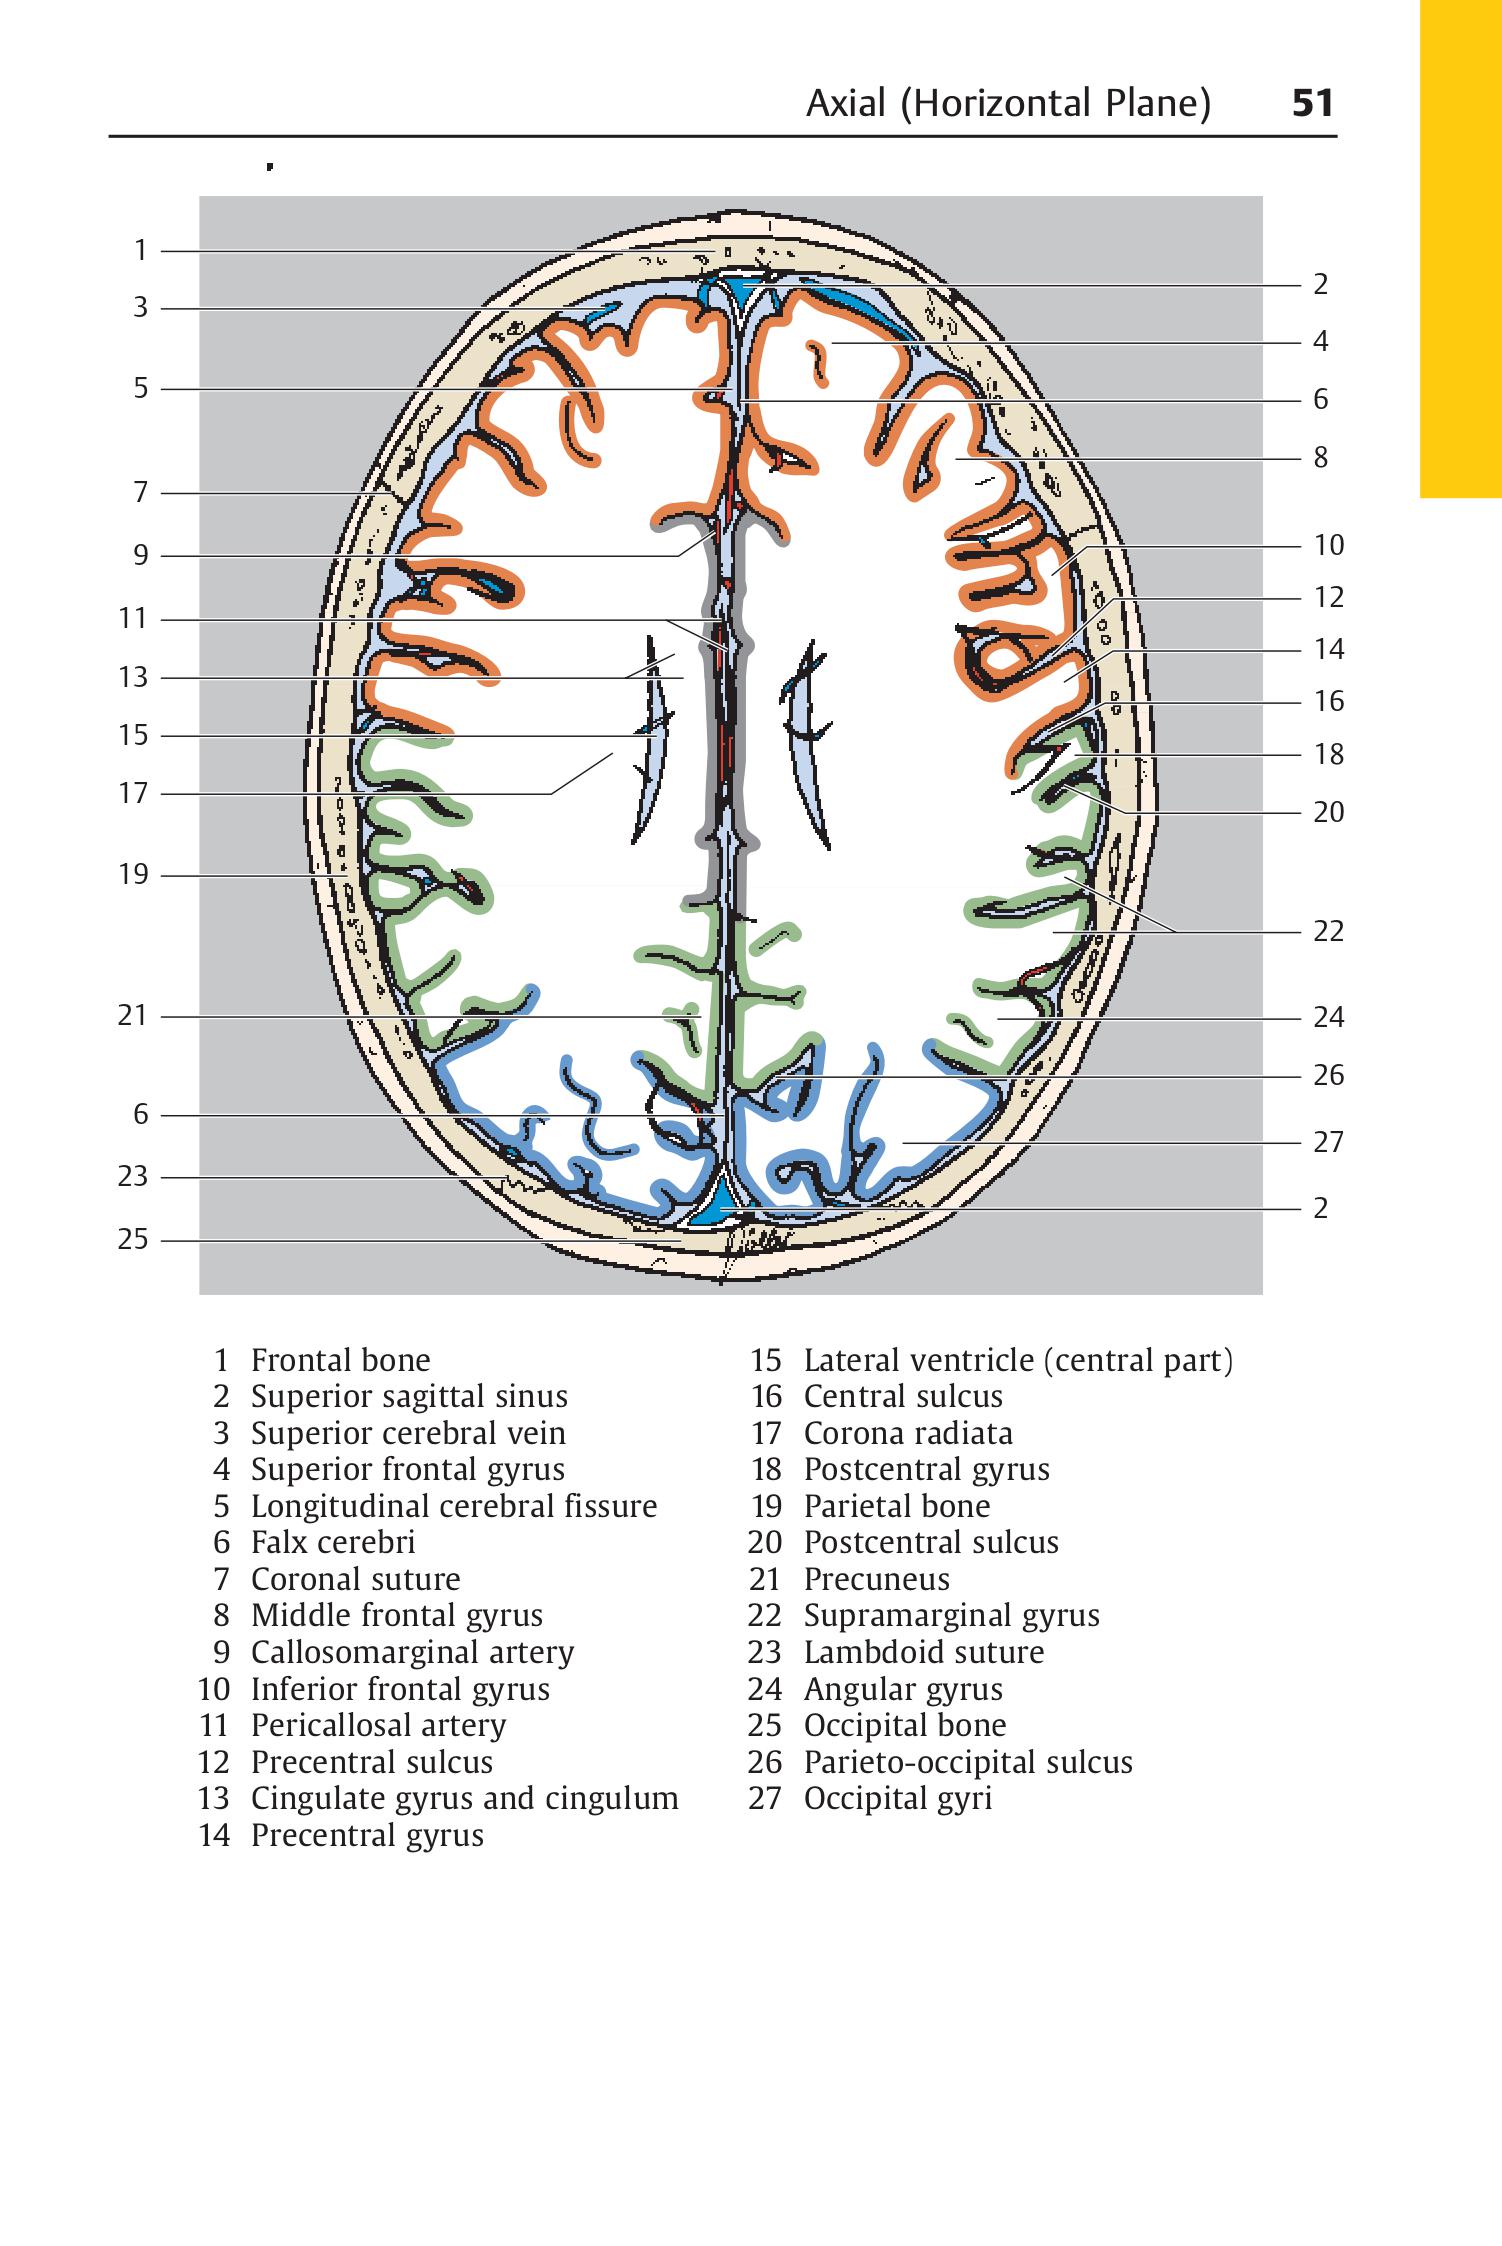 Axial (Horizontal Plane) 51
1
2
3
4
5
6
8
7
9
10
11
12
13
14
15
16
17
18
19
20
21
22
24
6
26
23
27
25
2
1 Frontal bone
2 Superior sagittal sinus
3 Superior cerebral vein
4 Superior frontal gyrus
5 Longitudinal cerebral fissure
6 Falx cerebri
7 Coronal suture
8 Middle frontal gyrus
9 Callosomarginal artery
10 Inferior frontal gyrus
11 Pericallosal artery
12 Precentral sulcus
13 Cingulate gyrus and cingulum
14 Precentral gyrus
15 Lateral ventricle (central part)
16 Central sulcus
17 Corona radiata
18 Postcentral gyrus
19 Parietal bone
20 Postcentral sulcus
21 Precuneus
22 Supramarginal gyrus
23 Lambdoid suture
24 Angular gyrus
25 Occipital bone
26 Parieto-occipital sulcus
27 Occipital gyri